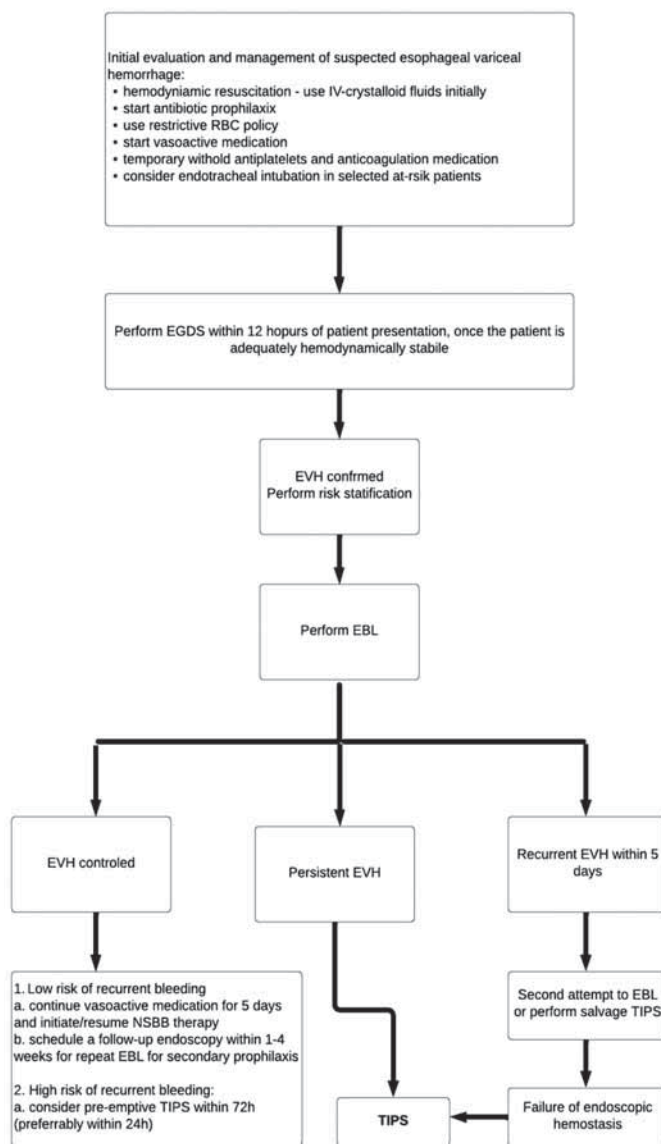 Initial evaluation and management of suspected esophageal variceal
hemorrhage:
• hemodyniamic resuscitation - use IV-crystalloid fluids initially
• start antibiotic prophilaxix
• use restrictive RBC policy
• start vasoactive medication
• temporary withold antiplatelets and anticoagulation medication
• consider endotracheal intubation in selected at-rsik patients
Perform EGDS within 12 hopurs of patient presentation, once the patient is
adequately hemodynamically stabile
EVH confrmed
Perform risk statification
Perform EBL
EVH controled
Persistent EVH
Recurrent EVH within 5
days
1. Low risk of recurrent bleeding
a. continue vasoactive medication for 5 days
and initiate/resume NSBB therapy
b. schedule a follow-up endoscopy within 1-4
weeks for repeat EBL for secondary prophilaxis
2. High risk of recurrent bleeding:
a. consider pre-emptive TIPS within 72h
(preferrably within 24h)
Second attempt to EBL
or perform salvage TIPS
TIPS
Failure of endoscopic
hemostasis